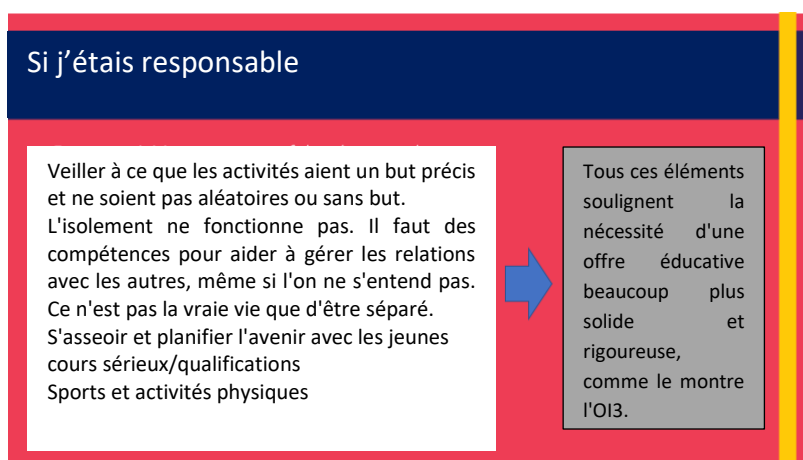 Si j’étais responsable
Veiller à ce que les activités aient un but précis
et ne soient pas aléatoires ou sans but.
L'isolement ne fonctionne pas. Il faut des
compétences pour aider à gérer les relations
avec les autres, même si l'on ne s'entend pas.
Ce n'est pas la vraie vie que d'être séparé.
S'asseoir et planifier l'avenir avec les jeunes
cours sérieux/qualifications
Sports et activités physiques
Tous ces éléments
soulignent la
nécessité d'une
offre éducative
beaucoup plus
solide et
rigoureuse,
comme le montre
l'OI3.